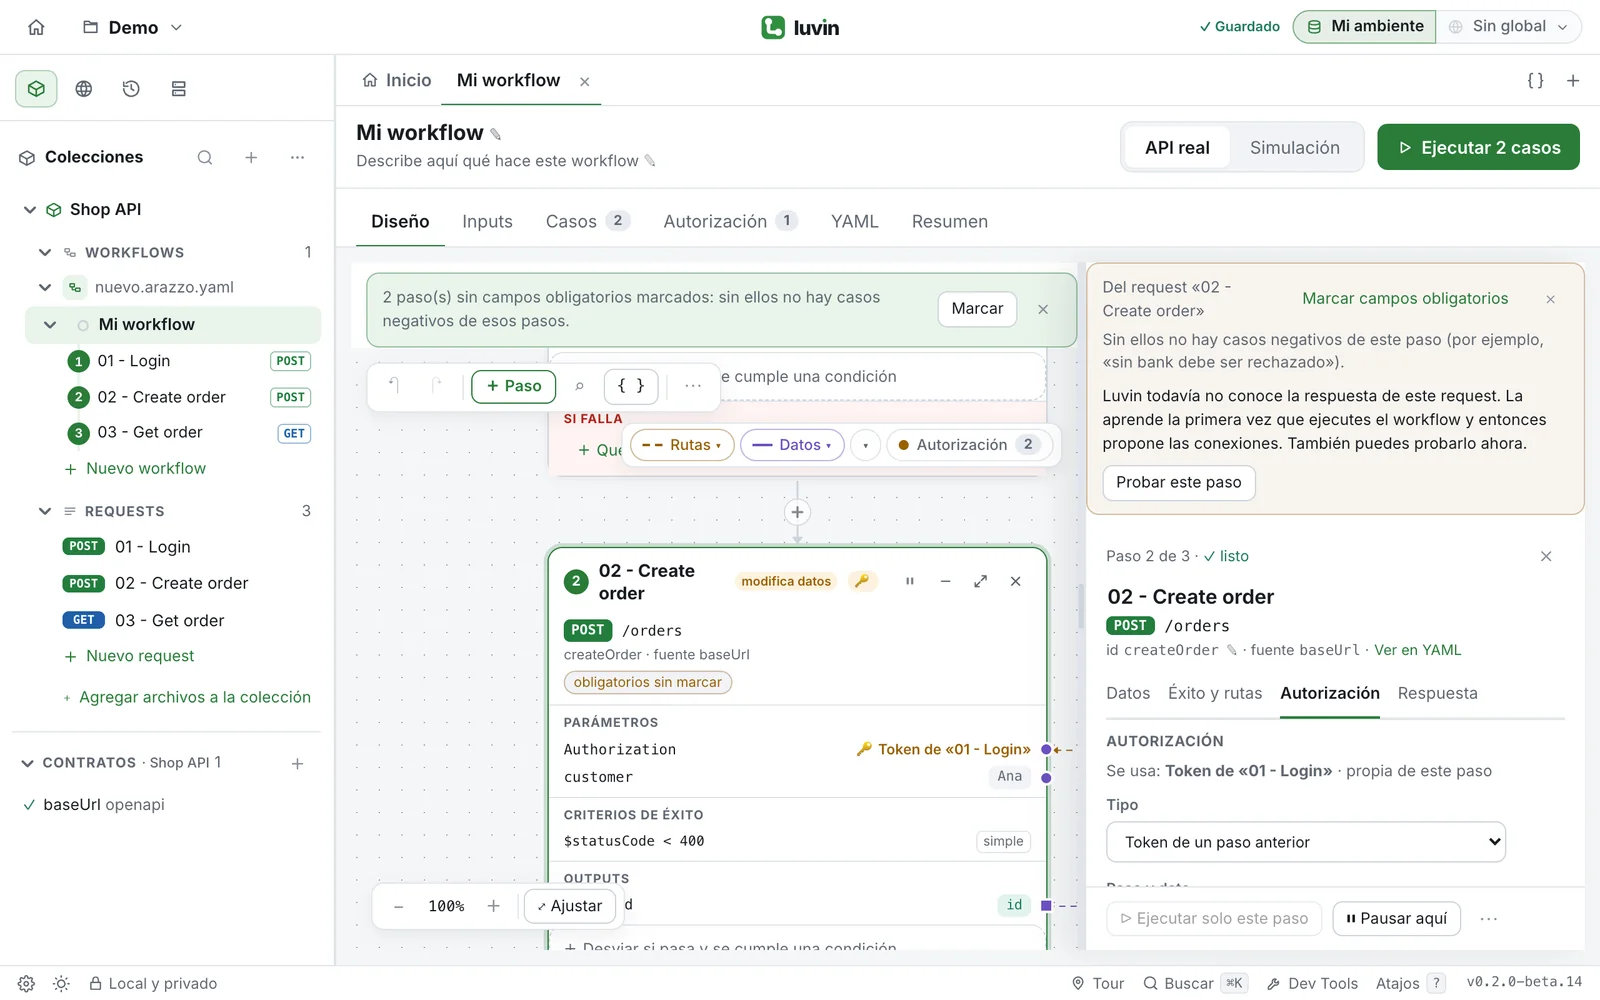 Demo
luvin
Guardado
Mi ambiente
Sin global
Inicio
Mi workflow
{ }
Colecciones
Mi workflow
Describe aquí qué hace este workflow
API real
Simulación
Ejecutar 2 casos
Shop API
WORKFLOWS 1
nuevo.arazzo.yaml
Mi workflow
1 01 - Login POST
2 02 - Create order POST
3 03 - Get order GET
+ Nuevo workflow
REQUESTS 3
POST 01 - Login
POST 02 - Create order
GET 03 - Get order
+ Nuevo request
+ Agregar archivos a la colección
CONTRATOS · Shop API 1 +
baseUrl openapi
Diseño
Inputs
Casos 2
Autorización 1
YAML
Resumen
2 paso(s) sin campos obligatorios marcados: sin ellos no hay casos
negativos de esos pasos.
Marcar
+ Paso
{ }
e cumple una condición
SI FALLA
+ Que
Rutas
Datos
Autorización 2
2 02 - Create
order
modifica datos
POST /orders
createOrder · fuente baseUrl
obligatorios sin marcar
PARÁMETROS
Authorization Token de «01 - Login»
customer Ana
CRITERIOS DE ÉXITO
$statusCode < 400 simple
OUTPUTS
d id
+ Desviar si pasa y se cumple una condición
− 100% + Ajustar
Del request «02 -
Create order»
Marcar campos obligatorios
Sin ellos no hay casos negativos de este paso (por ejemplo,
«sin bank debe ser rechazado»).
Luvin todavía no conoce la respuesta de este request. La
aprende la primera vez que ejecutes el workflow y entonces
propone las conexiones. También puedes probarlo ahora.
Probar este paso
Paso 2 de 3 · ✓ listo
02 - Create order
POST /orders
id createOrder · fuente baseUrl · Ver en YAML
Datos
Éxito y rutas
Autorización
Respuesta
AUTORIZACIÓN
Se usa: Token de «01 - Login» · propia de este paso
Tipo
Token de un paso anterior
Ejecutar solo este paso
Pausar aquí
Local y privado
Tour
Buscar ⌘K
Dev Tools
Atajos ?
v0.2.0-beta.14